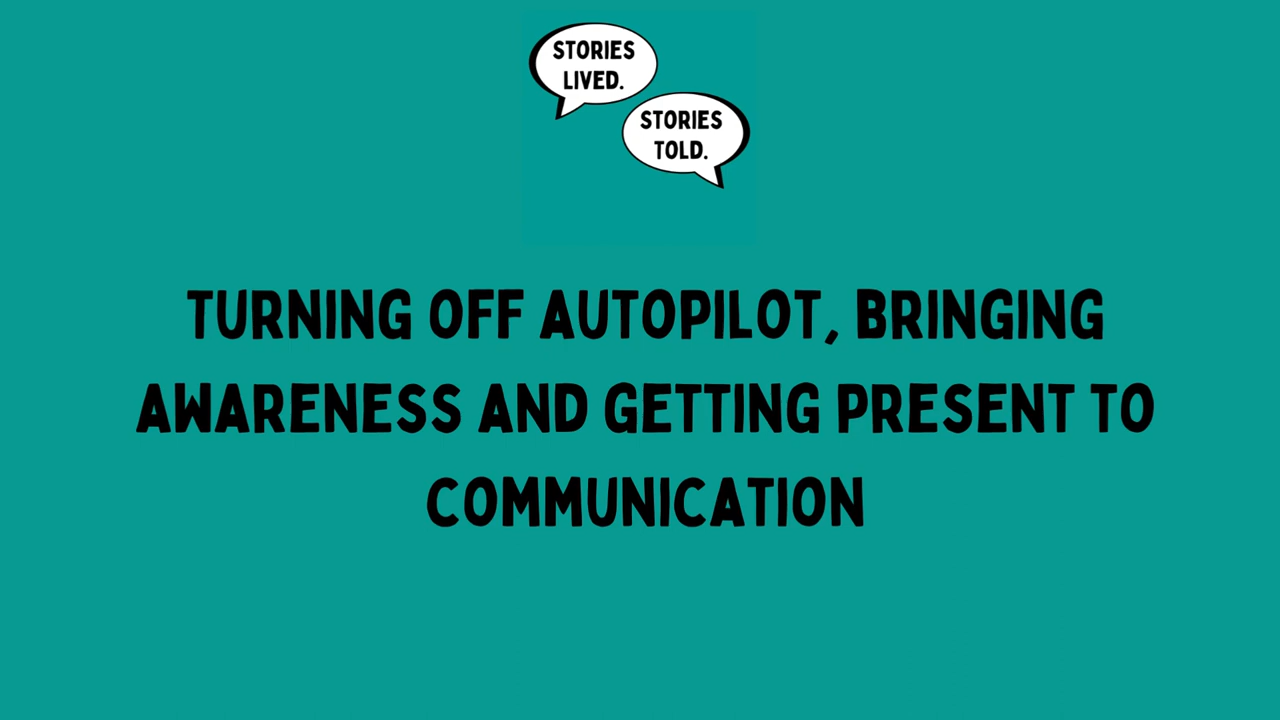 STORIES
LIVED.
STORIES
TOLD.
TURNING OFF AUTOPILOT, BRINGING
AWARENESS AND GETTING PRESENT TO
COMMUNICATION